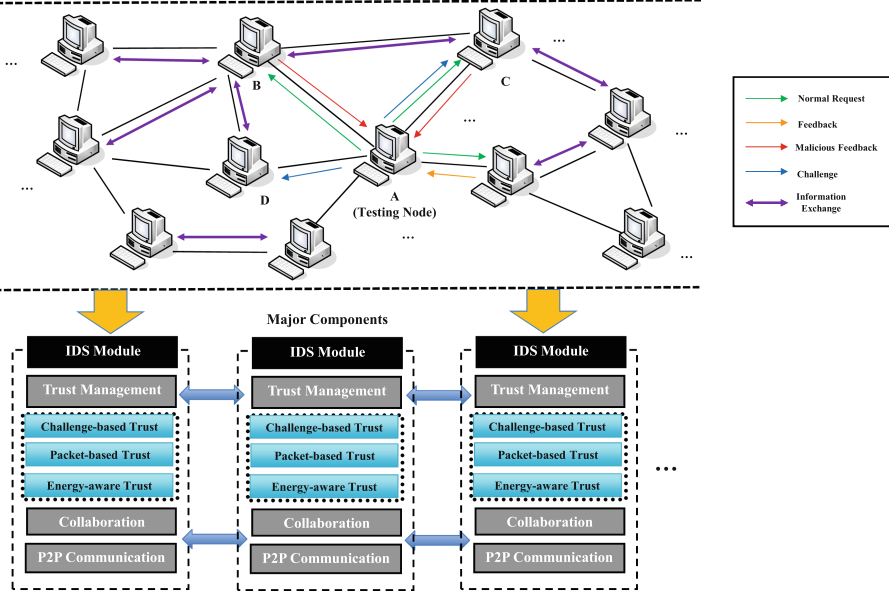 ...
...
B
C
...
Normal Request
Feedback
Malicious Feedback
Challenge
Information
Exchange
...
...
D
A
(Testing Node)
...
...
...
Major Components
IDS Module
IDS Module
IDS Module
Trust Management
Trust Management
Trust Management
Challenge-based Trust
Challenge-based Trust
Challenge-based Trust
Packet-based Trust
Packet-based Trust
Packet-based Trust
...
Energy-aware Trust
Energy-aware Trust
Energy-aware Trust
Collaboration
Collaboration
Collaboration
P2P Communication
P2P Communication
P2P Communication